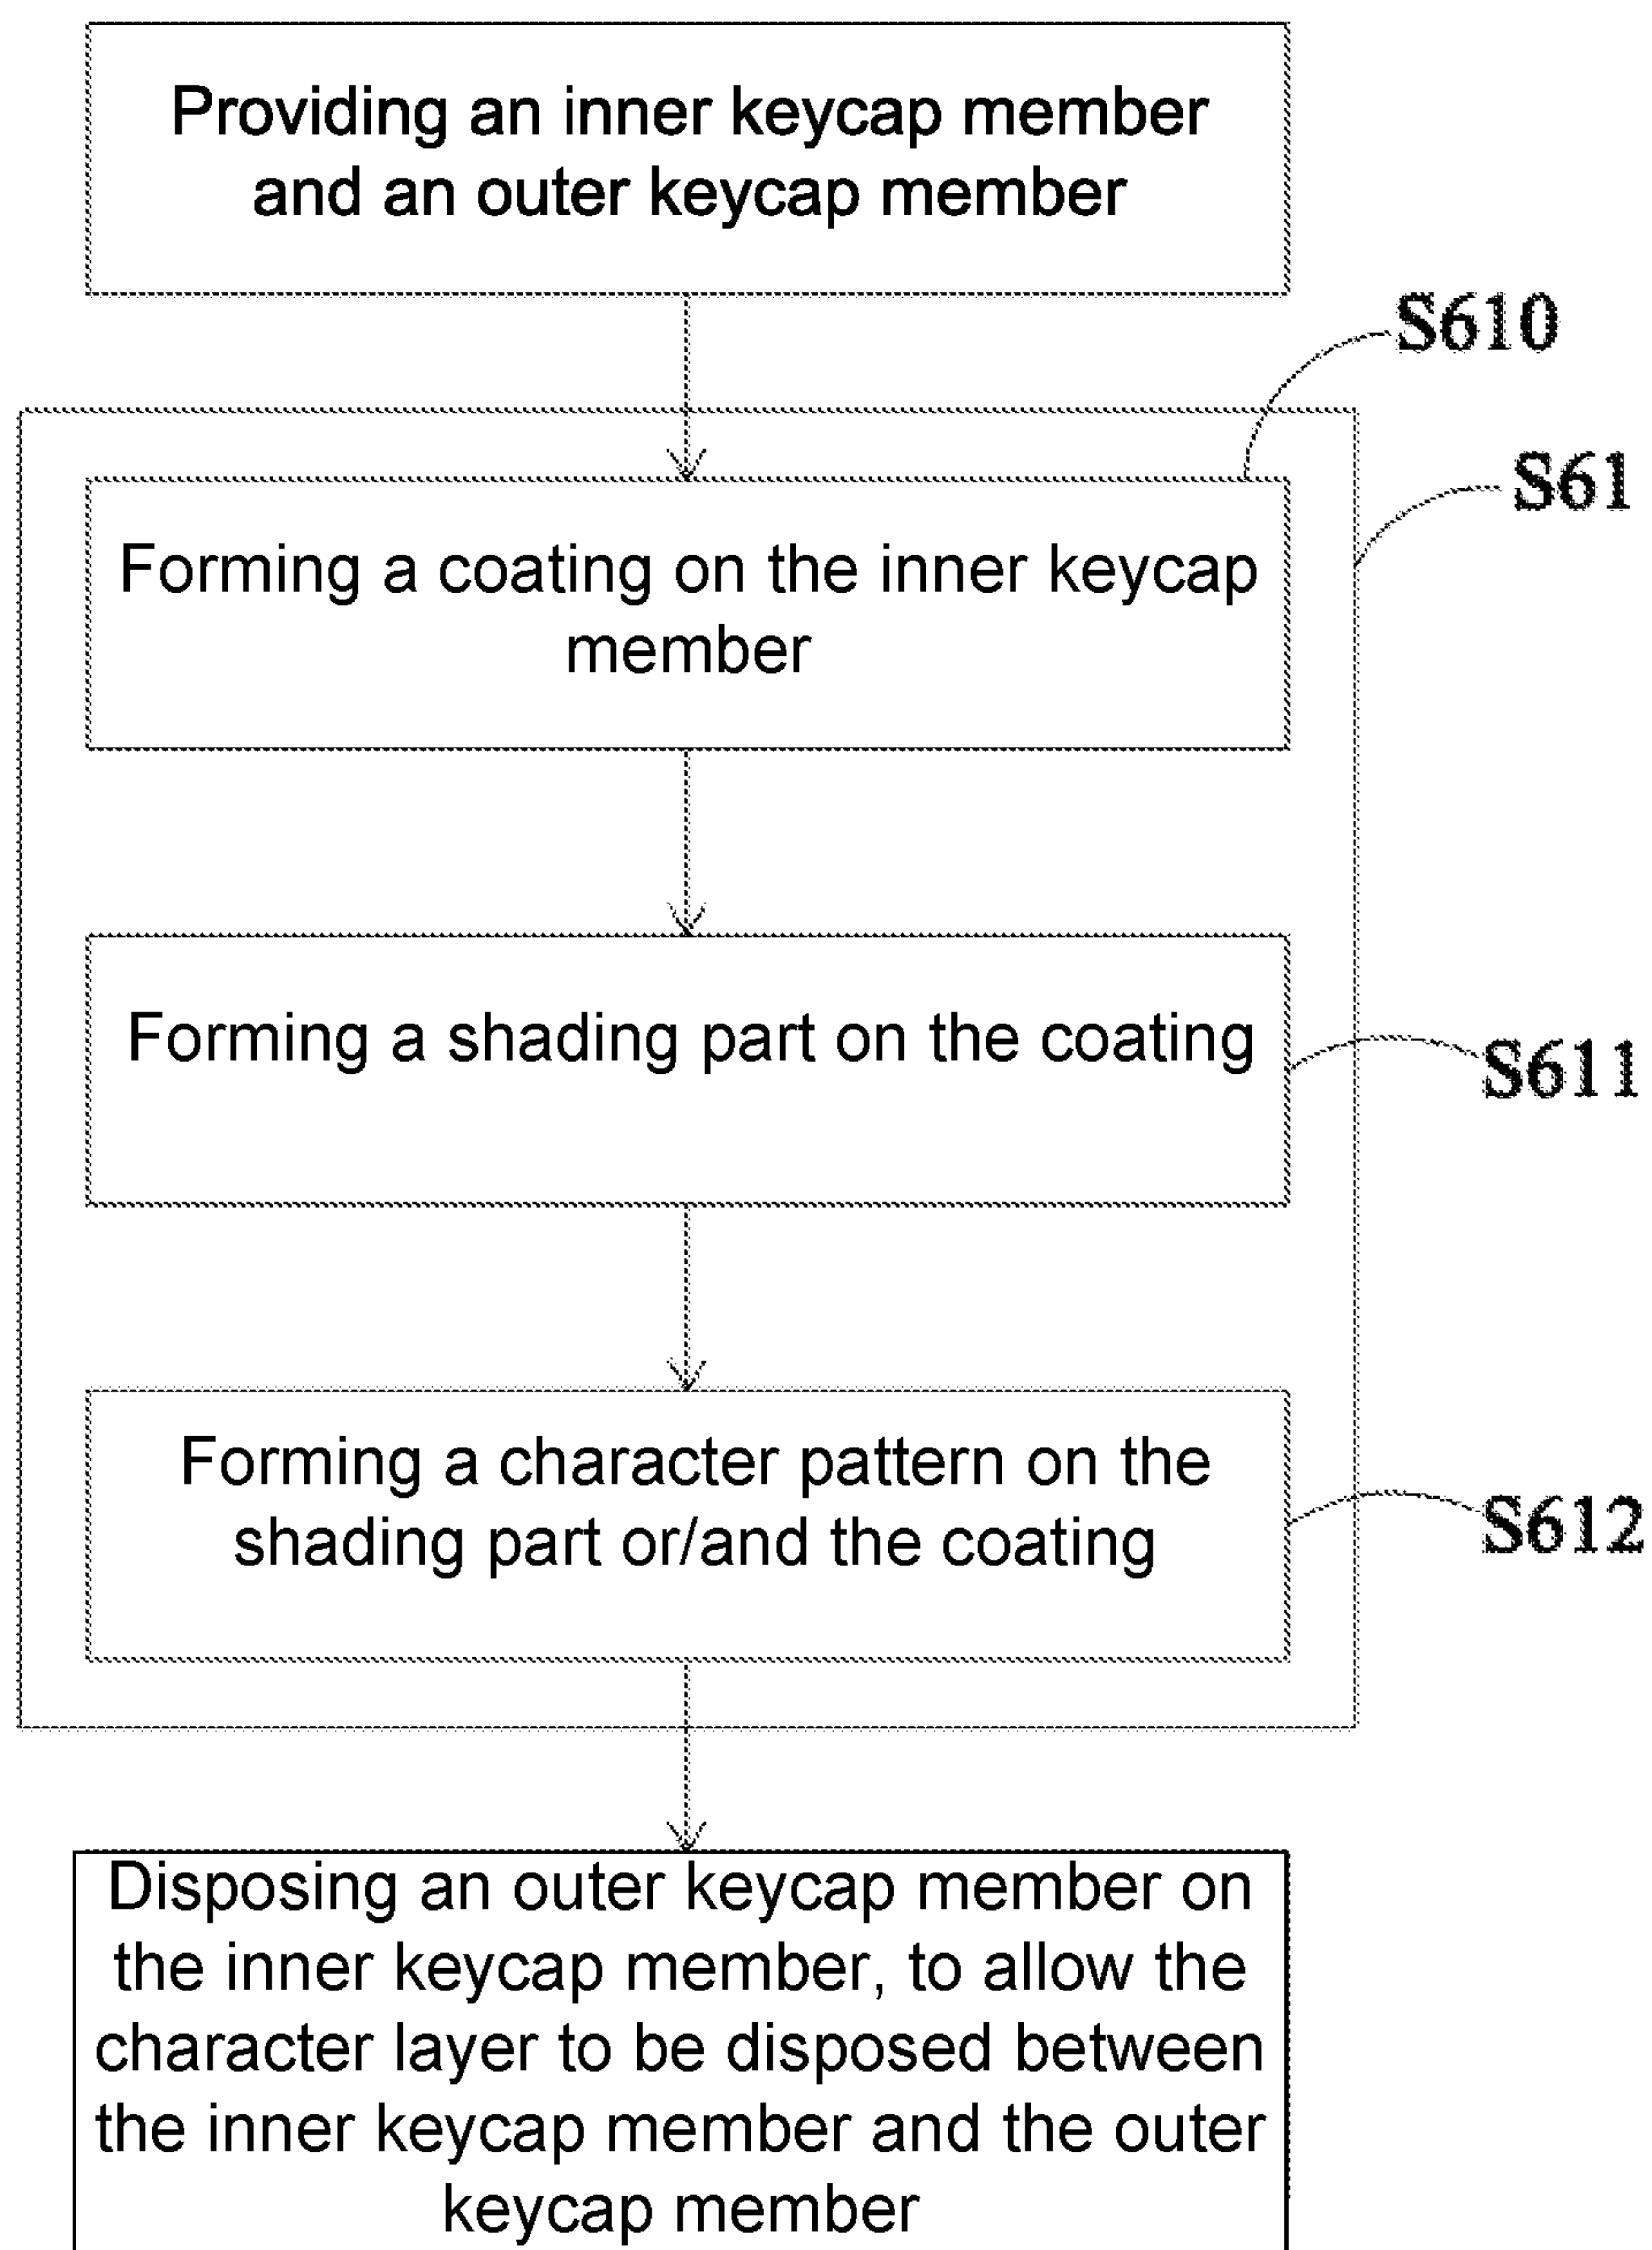 Providing an inner keycap member
and an outer keycap member
S610
S61
Forming a coating on the inner keycap
member
Forming a shading part on the coating
S611
Forming a character pattern on the
shading part or/and the coating
S612
Disposing an outer keycap member on
the inner keycap member, to allow the
character layer to be disposed between
the inner keycap member and the outer
keycap member